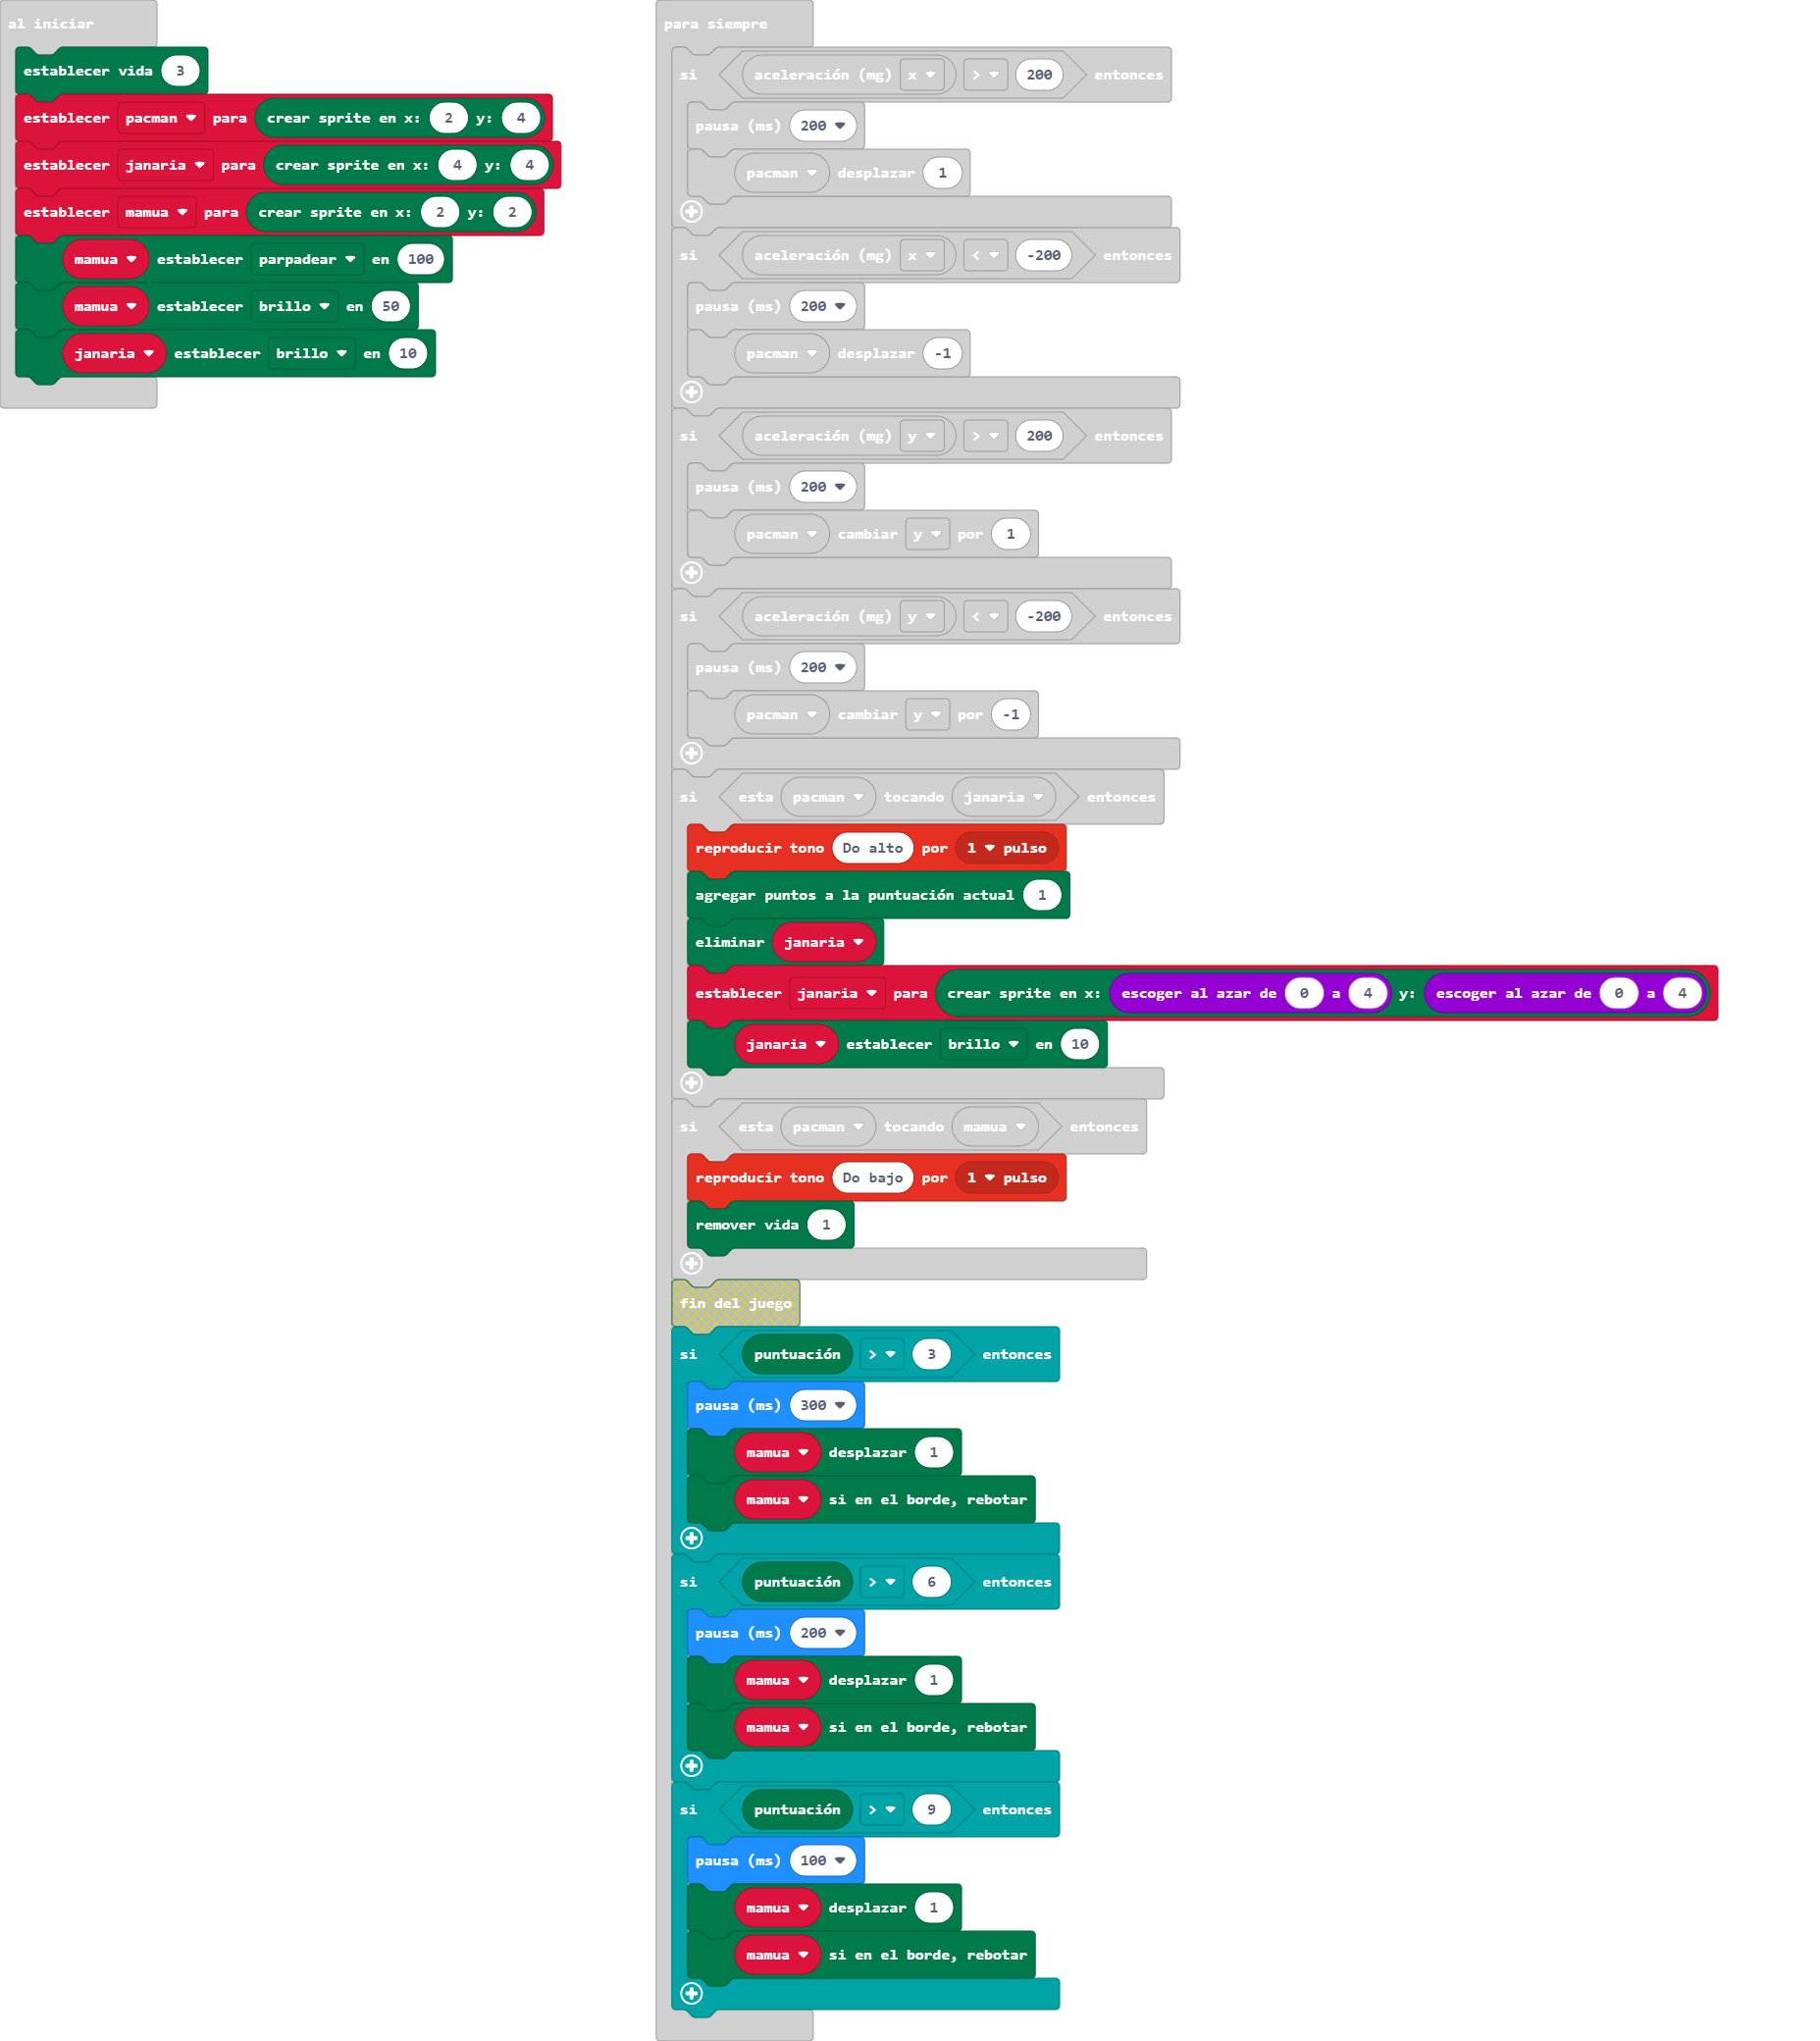 al iniciar
establecer vida 3
establecer pacman para crear sprite en x: 2 y: 4
establecer janaria para crear sprite en x: 4 y: 4
establecer mamua para crear sprite en x: 2 y: 2
mamua establecer parpadear en 100
mamua establecer brillo en 50
janaria establecer brillo en 10
para siempre
si aceleración (mg) x > 200 entonces
pausa (ms) 200
pacman desplazar 1
si aceleración (mg) x < -200 entonces
pausa (ms) 200
pacman desplazar -1
si aceleración (mg) y > 200 entonces
pausa (ms) 200
pacman cambiar y por 1
si aceleración (mg) y < -200 entonces
pausa (ms) 200
pacman cambiar y por -1
si esta pacman tocando janaria entonces
reproducir tono Do alto por 1 pulso
agregar puntos a la puntuación actual 1
eliminar janaria
establecer janaria para crear sprite en x: escoger al azar de 0 a 4 y: escoger al azar de 0 a 4
janaria establecer brillo en 10
si esta pacman tocando mamua entonces
reproducir tono Do bajo por 1 pulso
remover vida 1
fin del juego
si puntuación > 3 entonces
pausa (ms) 300
mamua desplazar 1
mamua si en el borde, rebotar
si puntuación > 6 entonces
pausa (ms) 200
mamua desplazar 1
mamua si en el borde, rebotar
si puntuación > 9 entonces
pausa (ms) 100
mamua desplazar 1
mamua si en el borde, rebotar